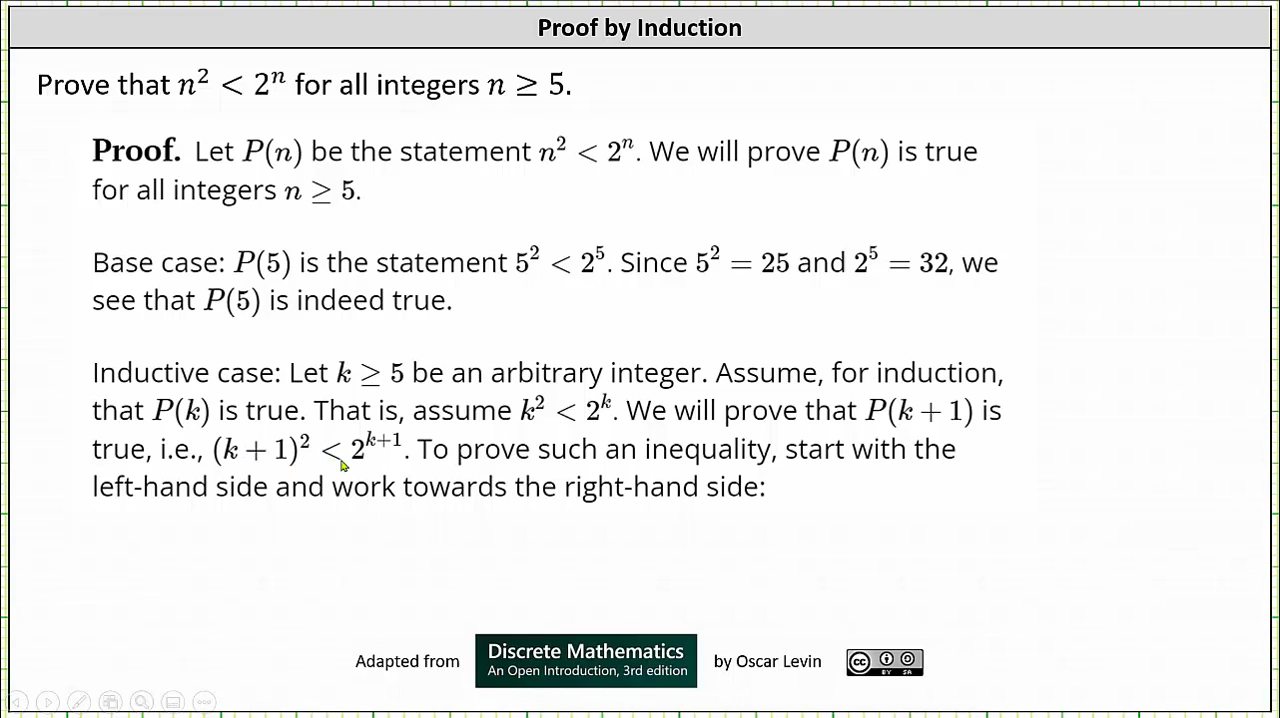 Proof by Induction
Prove that n² < 2ⁿ for all integers n ≥ 5.
Proof. Let P(n) be the statement n² < 2ⁿ. We will prove P(n) is true
for all integers n ≥ 5.
Base case: P(5) is the statement 5² < 2⁵. Since 5² = 25 and 2⁵ = 32, we
see that P(5) is indeed true.
Inductive case: Let k ≥ 5 be an arbitrary integer. Assume, for induction,
that P(k) is true. That is, assume k² < 2ᵏ. We will prove that P(k + 1) is
true, i.e., (k + 1)² < 2ᵏ⁺¹. To prove such an inequality, start with the
left-hand side and work towards the right-hand side:
Adapted from
Discrete Mathematics
An Open Introduction, 3rd edition
by Oscar Levin
cc
BY SA